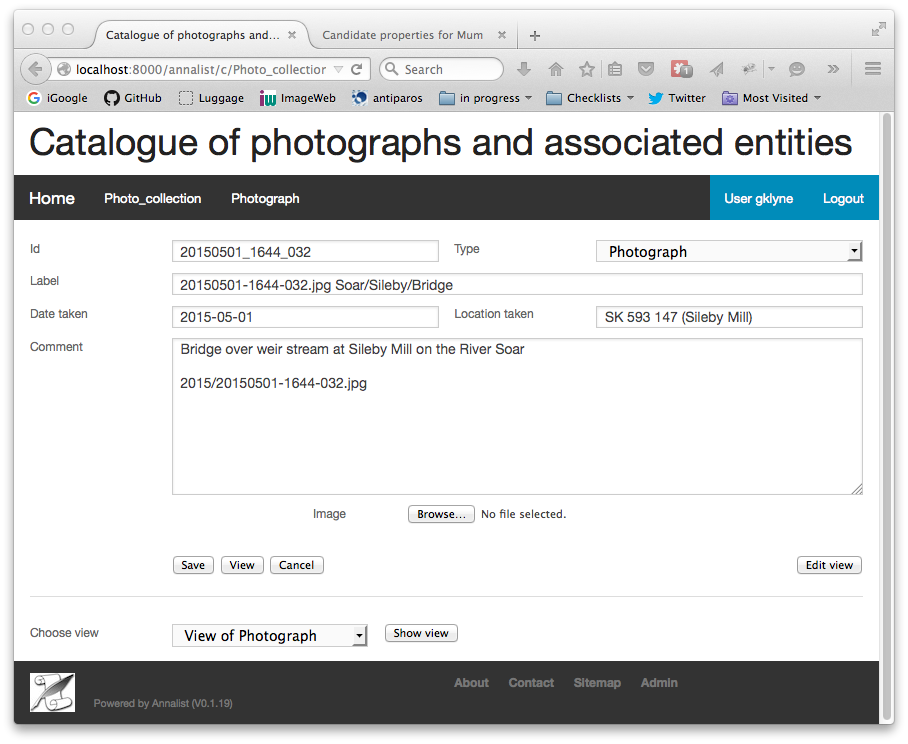 Catalogue of photographs and... × Candidate properties for Mum × +
localhost:8000/annalist/c/Photo_collection Search 1 »
iGoogle GitHub Luggage iw ImageWeb antiparos in progress Checklists Twitter Most Visited
Catalogue of photographs and associated entities
Home Photo_collection Photograph User gklyne Logout
Id 20150501_1644_032 Type Photograph
Label 20150501-1644-032.jpg Soar/Sileby/Bridge
Date taken 2015-05-01 Location taken SK 593 147 (Sileby Mill)
Comment Bridge over weir stream at Sileby Mill on the River Soar
2015/20150501-1644-032.jpg
Image Browse... No file selected.
Save View Cancel Edit view
Choose view View of Photograph Show view
About Contact Sitemap Admin
Powered by Annalist (V0.1.19)